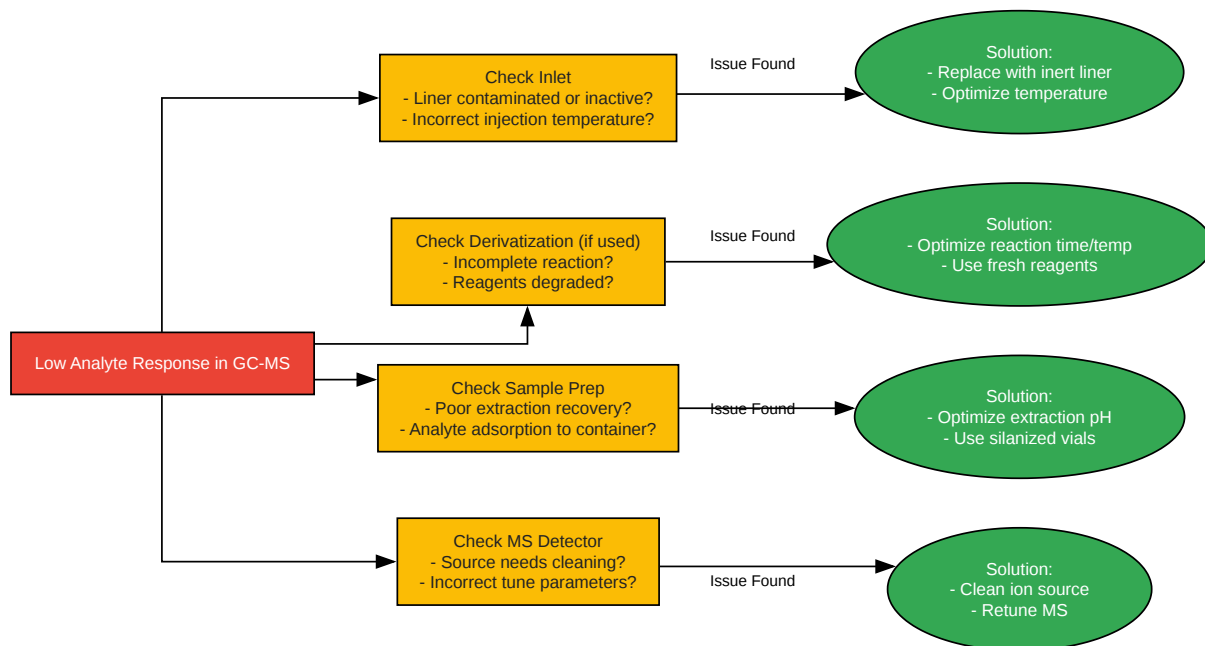 Low Analyte Response in GC-MS
Check Inlet
- Liner contaminated or inactive?
- Incorrect injection temperature?
Issue Found
Solution:
- Replace with inert liner
- Optimize temperature
Check Derivatization (if used)
- Incomplete reaction?
- Reagents degraded?
Issue Found
Solution:
- Optimize reaction time/temp
- Use fresh reagents
Check Sample Prep
- Poor extraction recovery?
- Analyte adsorption to container?
Issue Found
Solution:
- Optimize extraction pH
- Use silanized vials
Check MS Detector
- Source needs cleaning?
- Incorrect tune parameters?
Issue Found
Solution:
- Clean ion source
- Retune MS